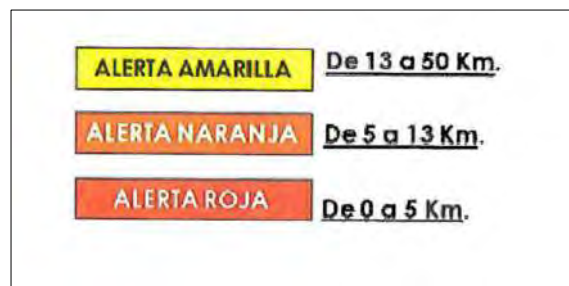 ALERTA AMARILLA De 13 a 50 Km.
ALERTA NARANJA De 5 a 13 Km.
ALERTA ROJA De 0 a 5 Km.